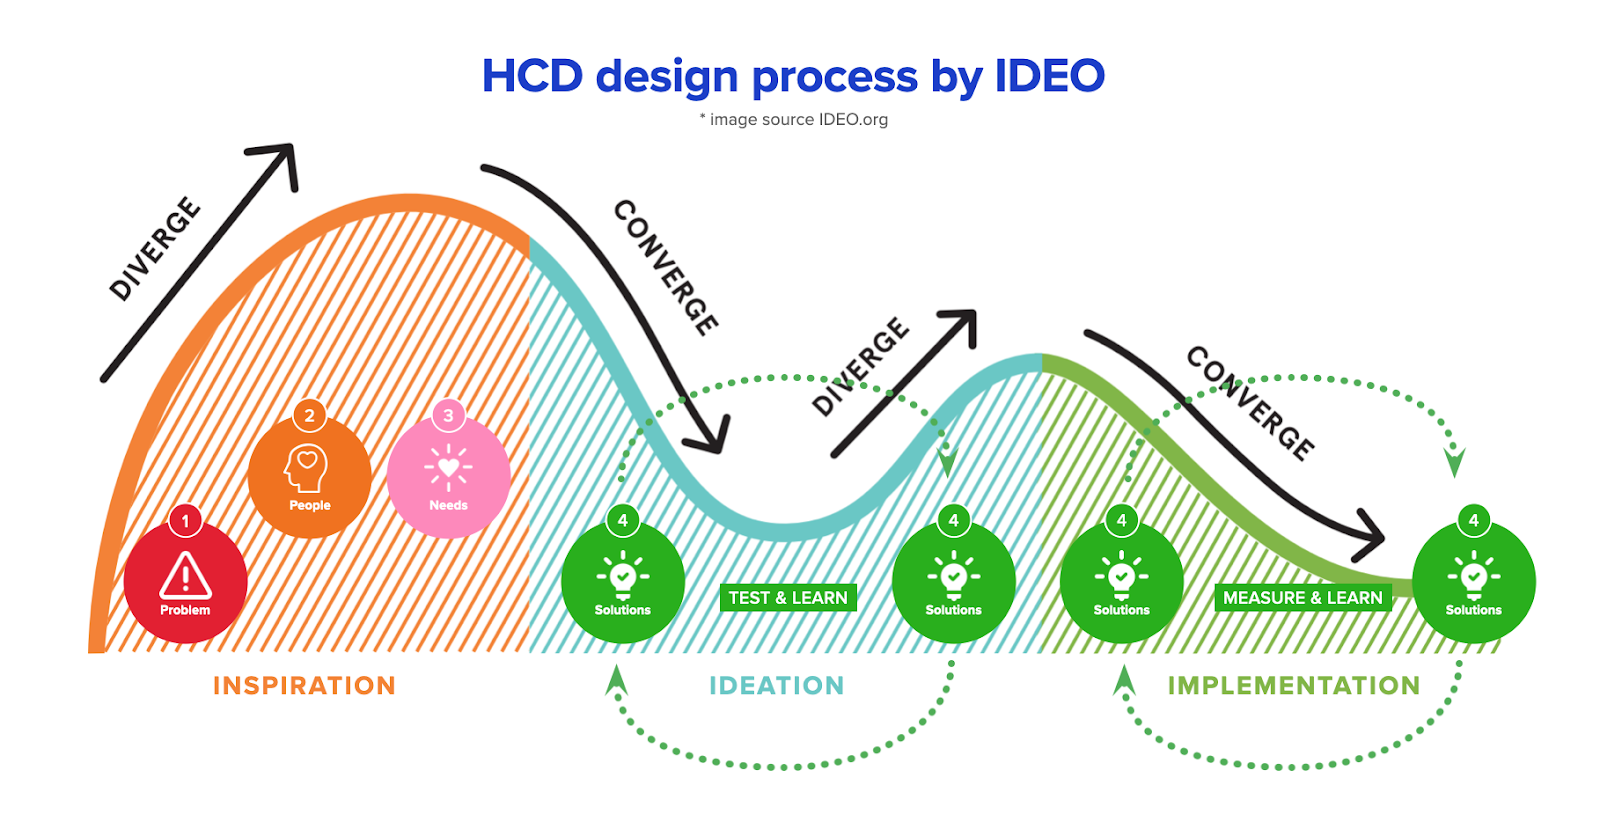 HCD design process by IDEO
* image source IDEO.org
DIVERGE
CONVERGE
DIVERGE
CONVERGE
1
Problem
2
People
3
Needs
4
Solutions
TEST & LEARN
4
Solutions
4
Solutions
MEASURE & LEARN
4
Solutions
INSPIRATION
IDEATION
IMPLEMENTATION